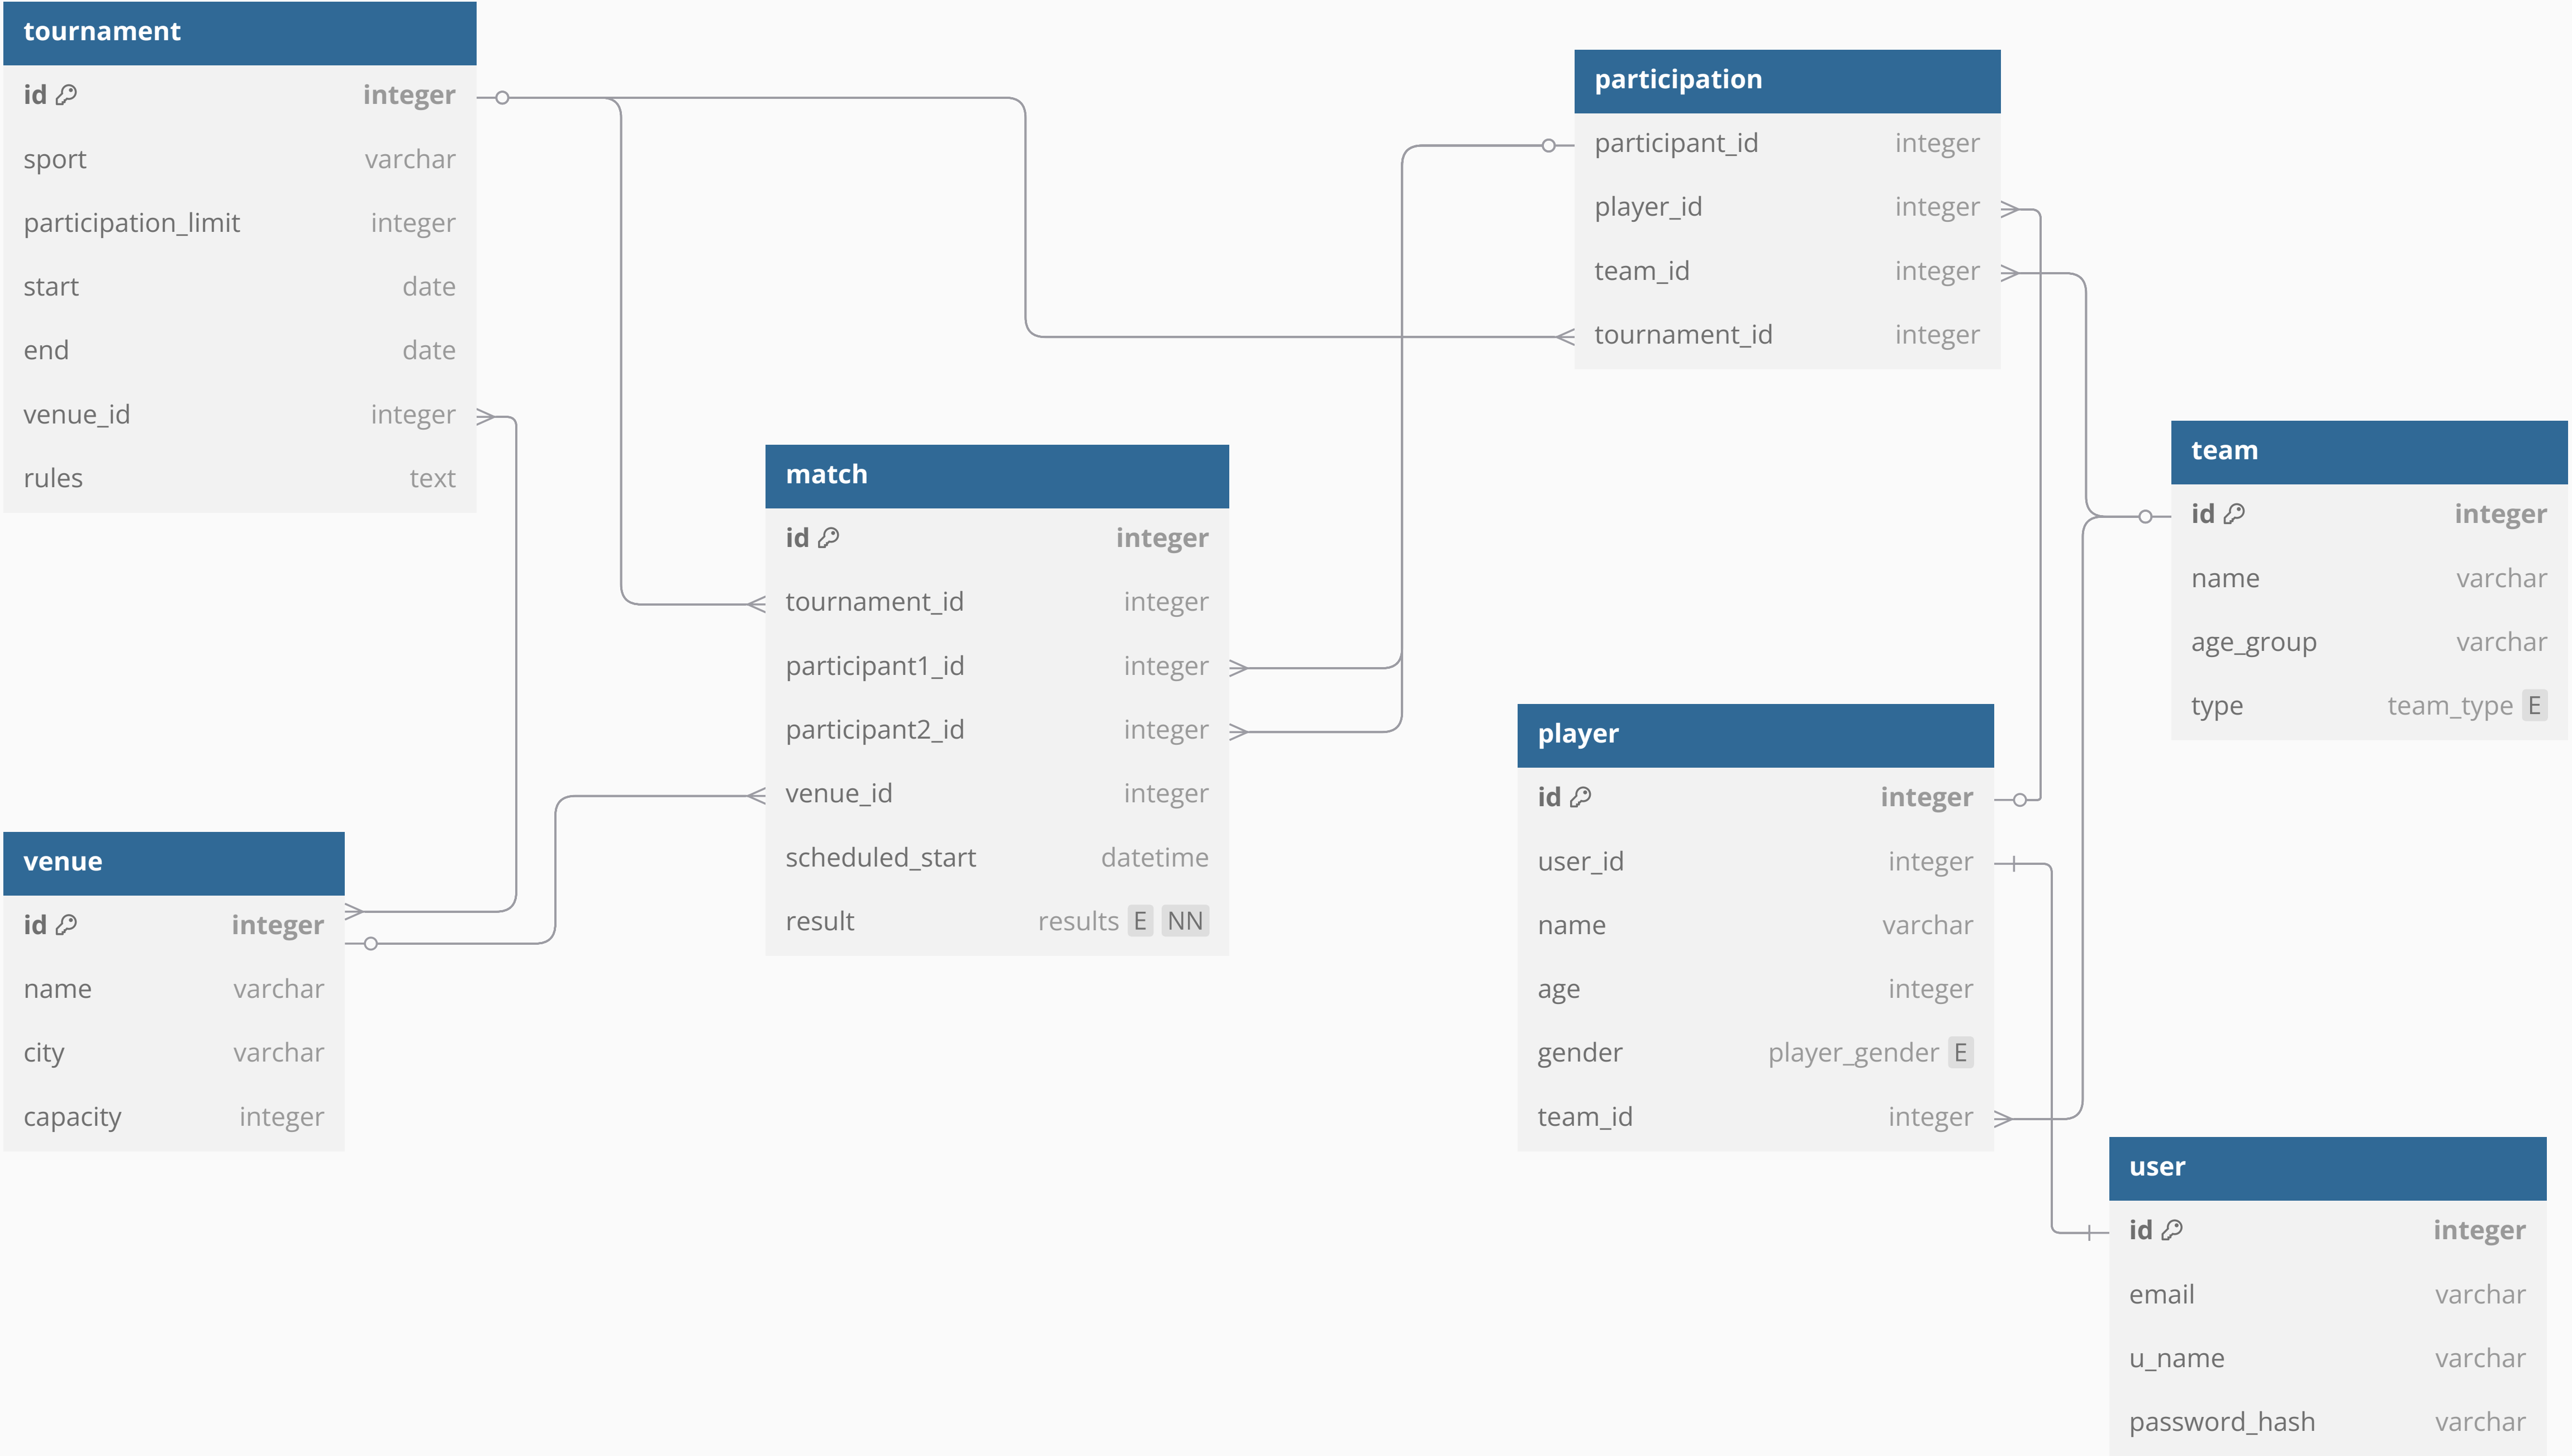 tournament
id integer
sport varchar
participation_limit integer
start date
end date
venue_id integer
rules text
participation
participant_id integer
player_id integer
team_id integer
tournament_id integer
match
id integer
tournament_id integer
participant1_id integer
participant2_id integer
venue_id integer
scheduled_start datetime
result results E NN
team
id integer
name varchar
age_group varchar
type team_type E
player
id integer
user_id integer
name varchar
age integer
gender player_gender E
team_id integer
venue
id integer
name varchar
city varchar
capacity integer
user
id integer
email varchar
u_name varchar
password_hash varchar